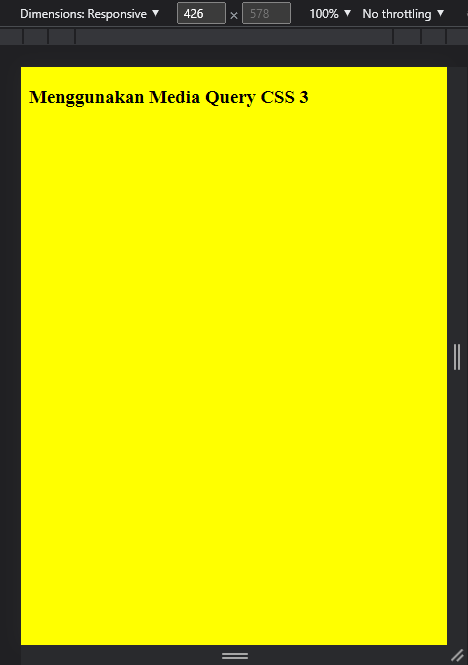 Dimensions: Responsive ▼ 426 × 578 100% ▼ No throttling ▼
Menggunakan Media Query CSS 3